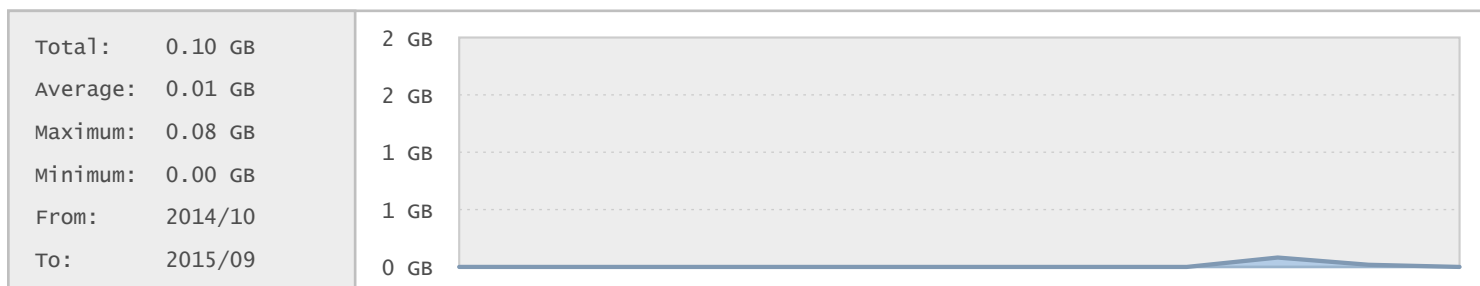 Total: 0.10 GB
Average: 0.01 GB
Maximum: 0.08 GB
Minimum: 0.00 GB
From: 2014/10
To: 2015/09
2 GB
2 GB
1 GB
1 GB
0 GB